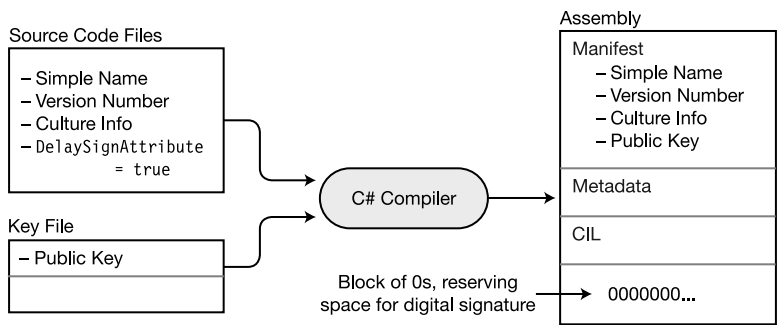 Source Code Files
– Simple Name
– Version Number
– Culture Info
– DelaySignAttribute
= true
Key File
– Public Key
C# Compiler
Block of 0s, reserving
space for digital signature
Assembly
Manifest
– Simple Name
– Version Number
– Culture Info
– Public Key
Metadata
CIL
0000000...